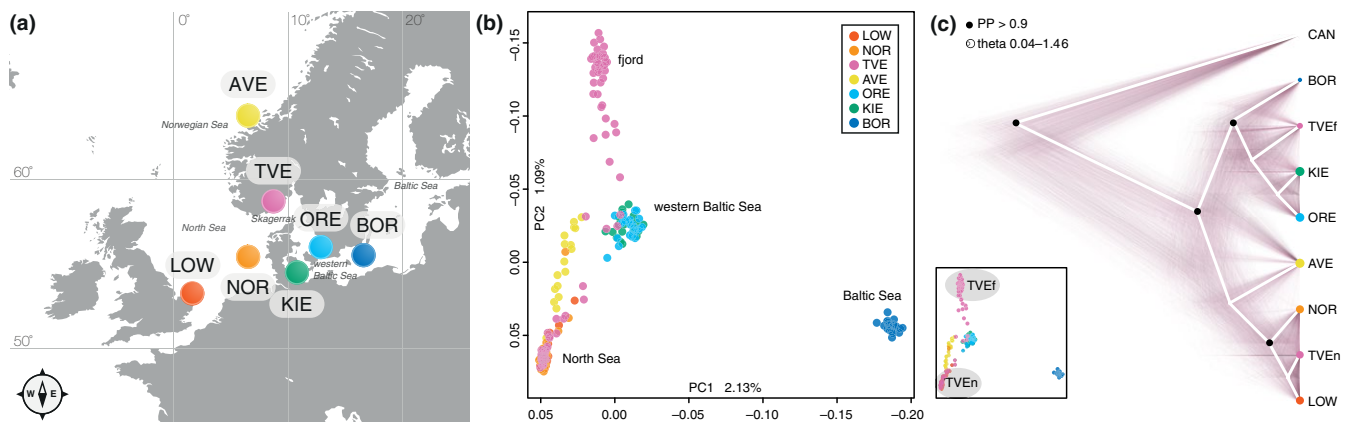 (a)
0°
10°
20°
AVE
Norwegian Sea
60°
TVE
Baltic Sea
Skagerrak
ORE
North Sea
BOR
LOW
western
Baltic Sea
NOR
KIE
50°
W E
(b)
−0.15
−0.10
−0.05
0.00
0.05
PC2 1.09%
fjord
LOW
NOR
TVE
AVE
ORE
KIE
BOR
western Baltic Sea
Baltic Sea
North Sea
PC1 2.13%
0.05 0.00 −0.05 −0.10 −0.15 −0.20
(c)
PP > 0.9
theta 0.04–1.46
CAN
BOR
TVEf
KIE
ORE
AVE
NOR
TVEn
LOW
TVEf
TVEn